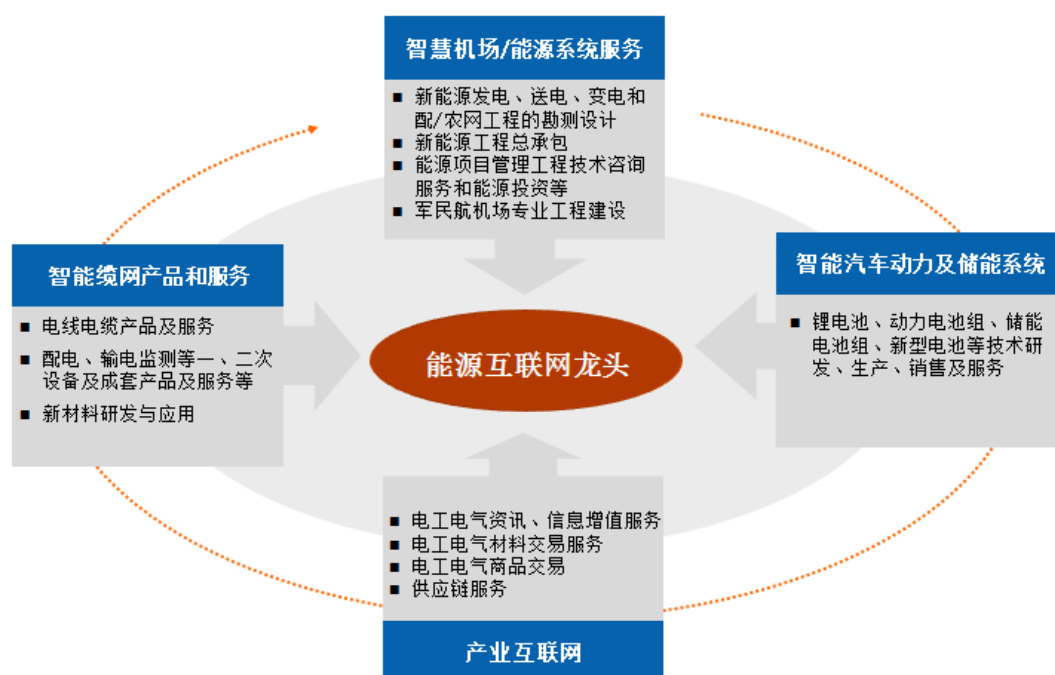 智慧机场/能源系统服务
■ 新能源发电、送电、变电和
配/农网工程的勘测设计
■ 新能源工程总承包
■ 能源项目管理工程技术咨询
服务和能源投资等
■ 军民航机场专业工程建设
智能缆网产品和服务
■ 电线电缆产品及服务
■ 配电、输电监测等一、二次
设备及成套产品及服务等
■ 新材料研发与应用
能源互联网龙头
智能汽车动力及储能系统
■ 锂电池、动力电池组、储能
电池组、新型电池等技术研
发、生产、销售及服务
■ 电工电气资讯、信息增值服务
■ 电工电气材料交易服务
■ 电工电气商品交易
■ 供应链服务
产业互联网